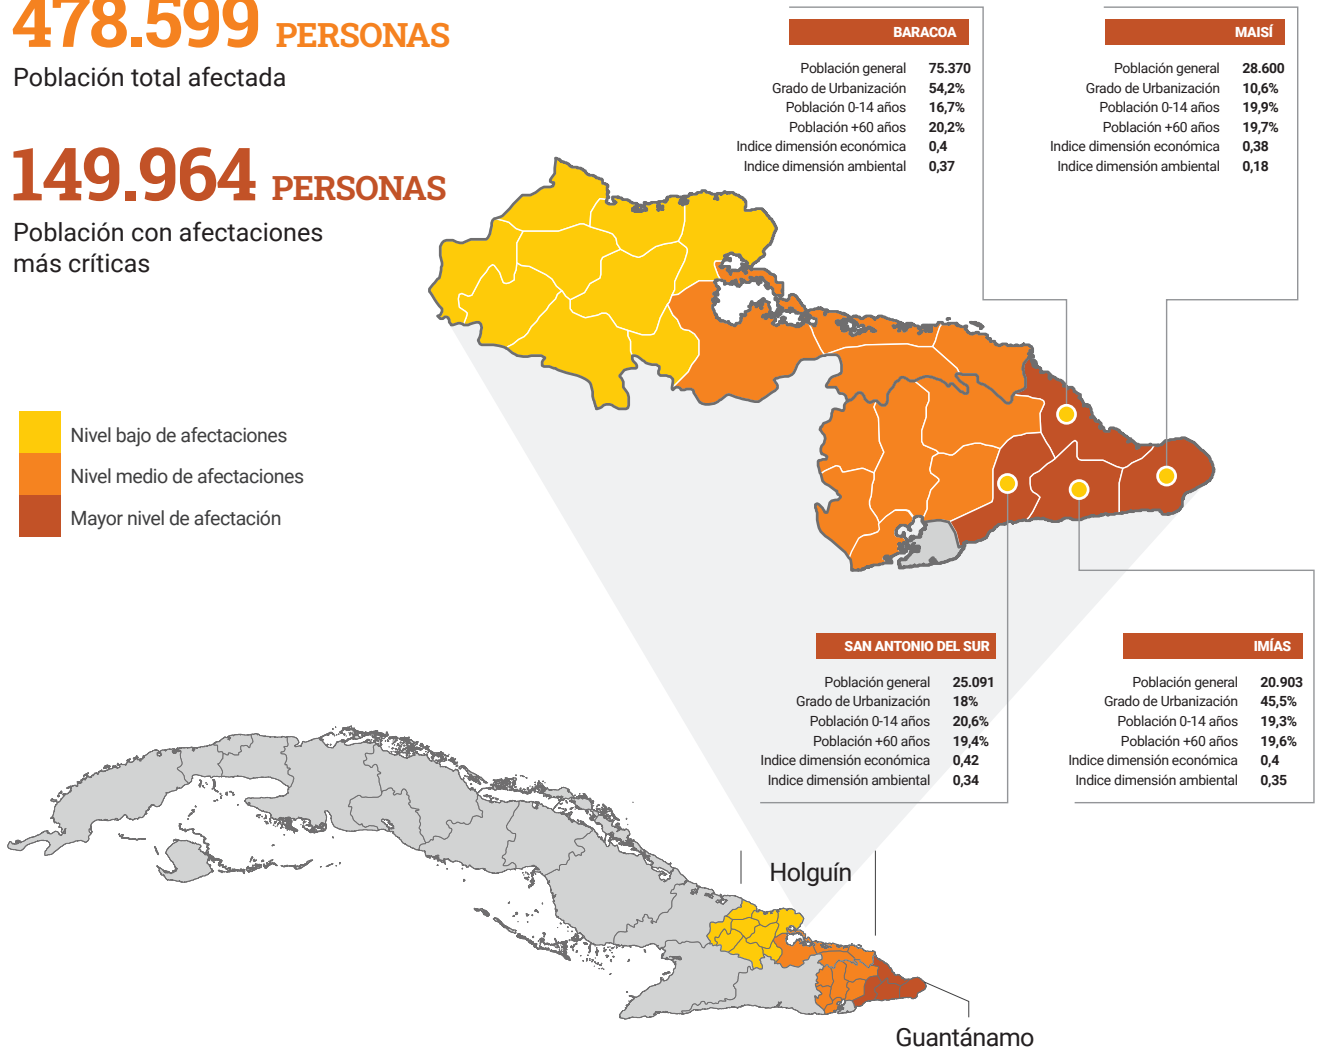 478.599 PERSONAS
Población total afectada
149.964 PERSONAS
Población con afectaciones
más críticas
Nivel bajo de afectaciones
Nivel medio de afectaciones
Mayor nivel de afectación
BARACOA
Población general 75.370
Grado de Urbanización 54,2%
Población 0-14 años 16,7%
Población +60 años 20,2%
Indice dimensión económica 0,4
Indice dimensión ambiental 0,37
MAISÍ
Población general 28.600
Grado de Urbanización 10,6%
Población 0-14 años 19,9%
Población +60 años 19,7%
Indice dimensión económica 0,38
Indice dimensión ambiental 0,18
SAN ANTONIO DEL SUR
Población general 25.091
Grado de Urbanización 18%
Población 0-14 años 20,6%
Población +60 años 19,4%
Indice dimensión económica 0,42
Indice dimensión ambiental 0,34
IMÍAS
Población general 20.903
Grado de Urbanización 45,5%
Población 0-14 años 19,3%
Población +60 años 19,6%
Indice dimensión económica 0,4
Indice dimensión ambiental 0,35
Holguín
Guantánamo